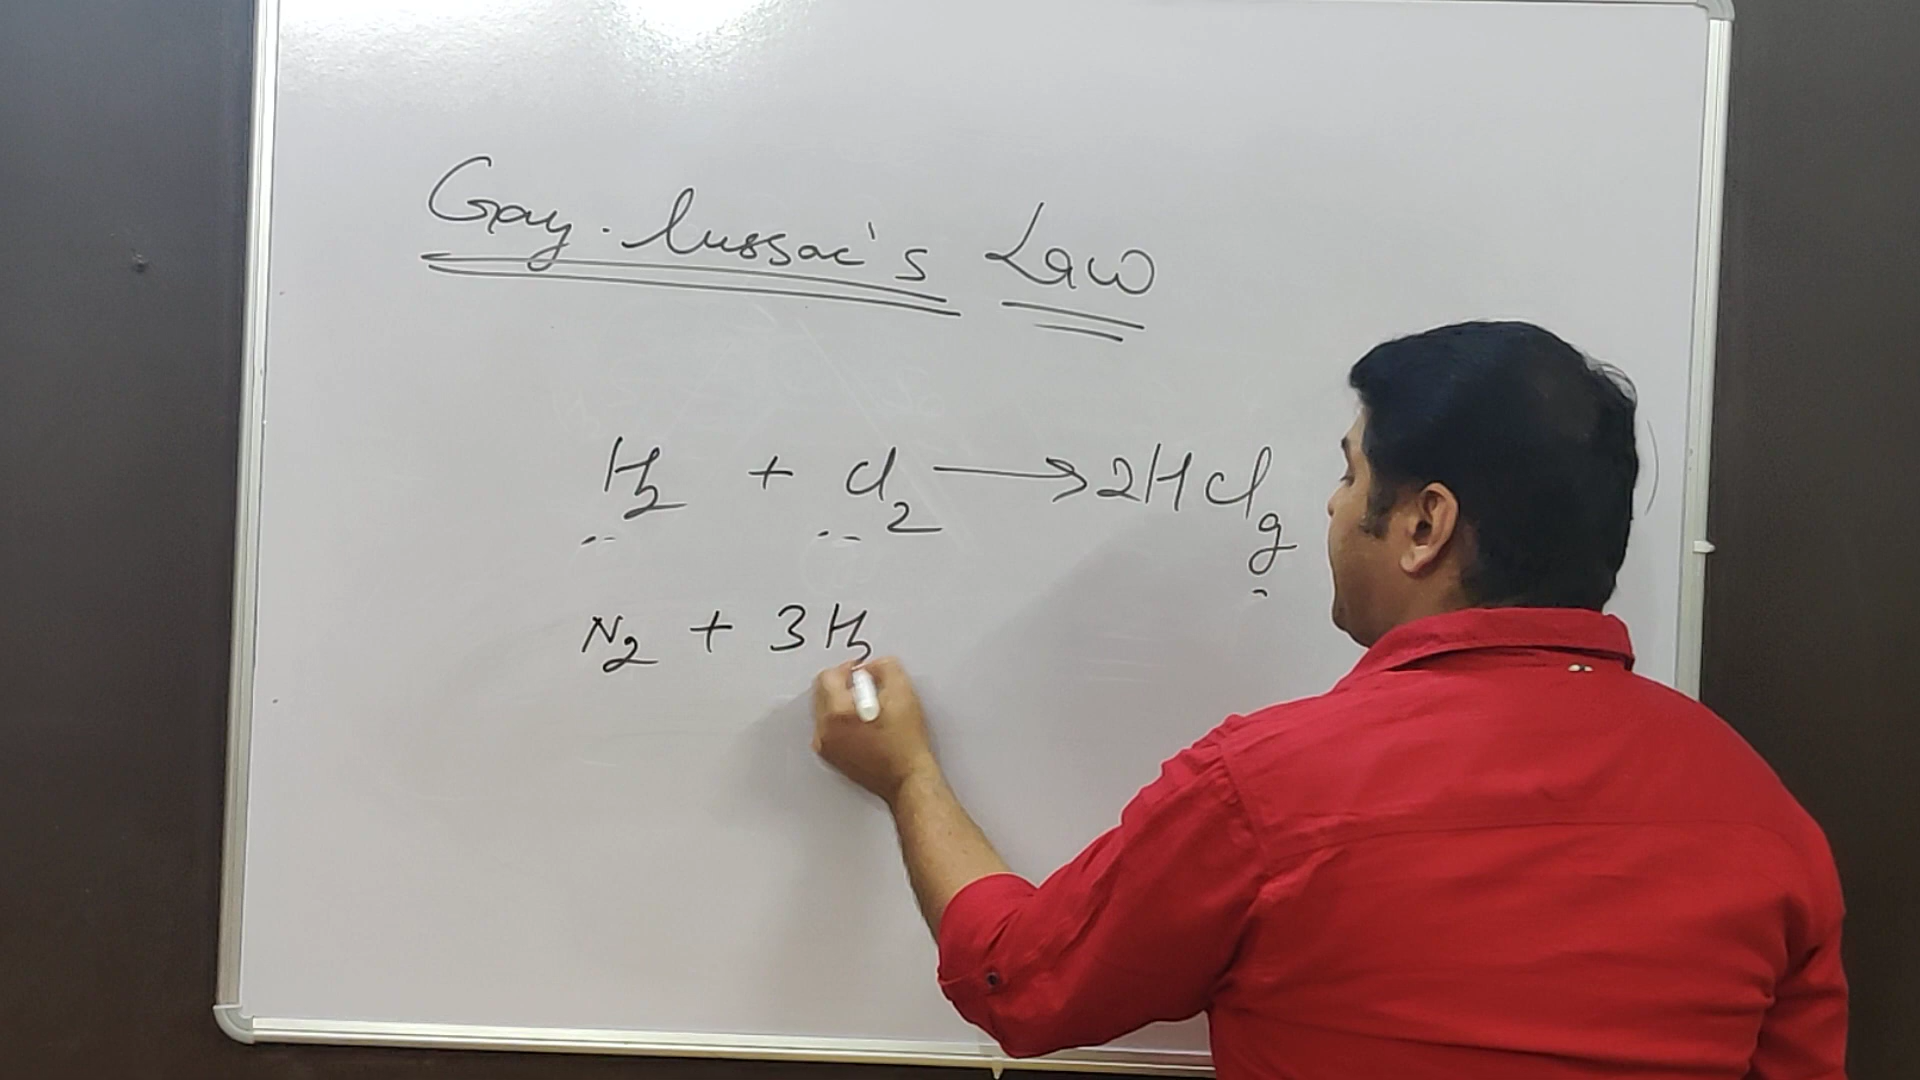 Gay-lussac's Law
H₂ + Cl₂ → 2HCl g
N₂ + 3H₂